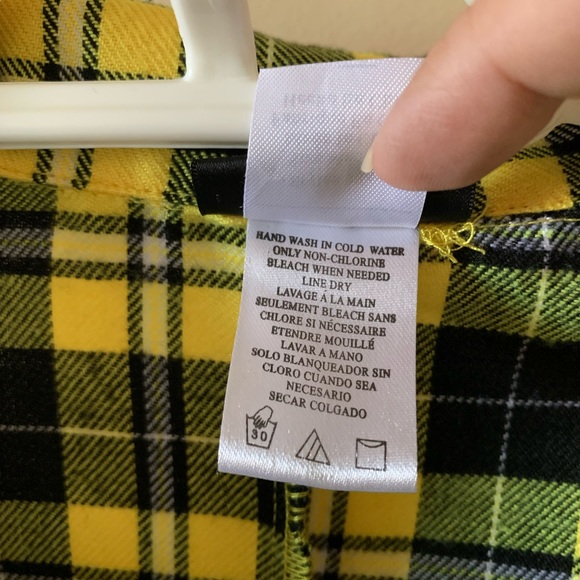 HAND WASH IN COLD WATER
ONLY NON-CHLORINE
BLEACH WHEN NEEDED
LINE DRY
LAVAGE Á LA MAIN
SEULEMENT BLEACH SANS
CHLORE SI NÉCESSAIRE
ETENDRE MOUILLÉ
LAVAR A MANO
SOLO BLANQUEADOR SIN
CLORO CUANDO SEA
NECESARIO
SECAR COLGADO
30